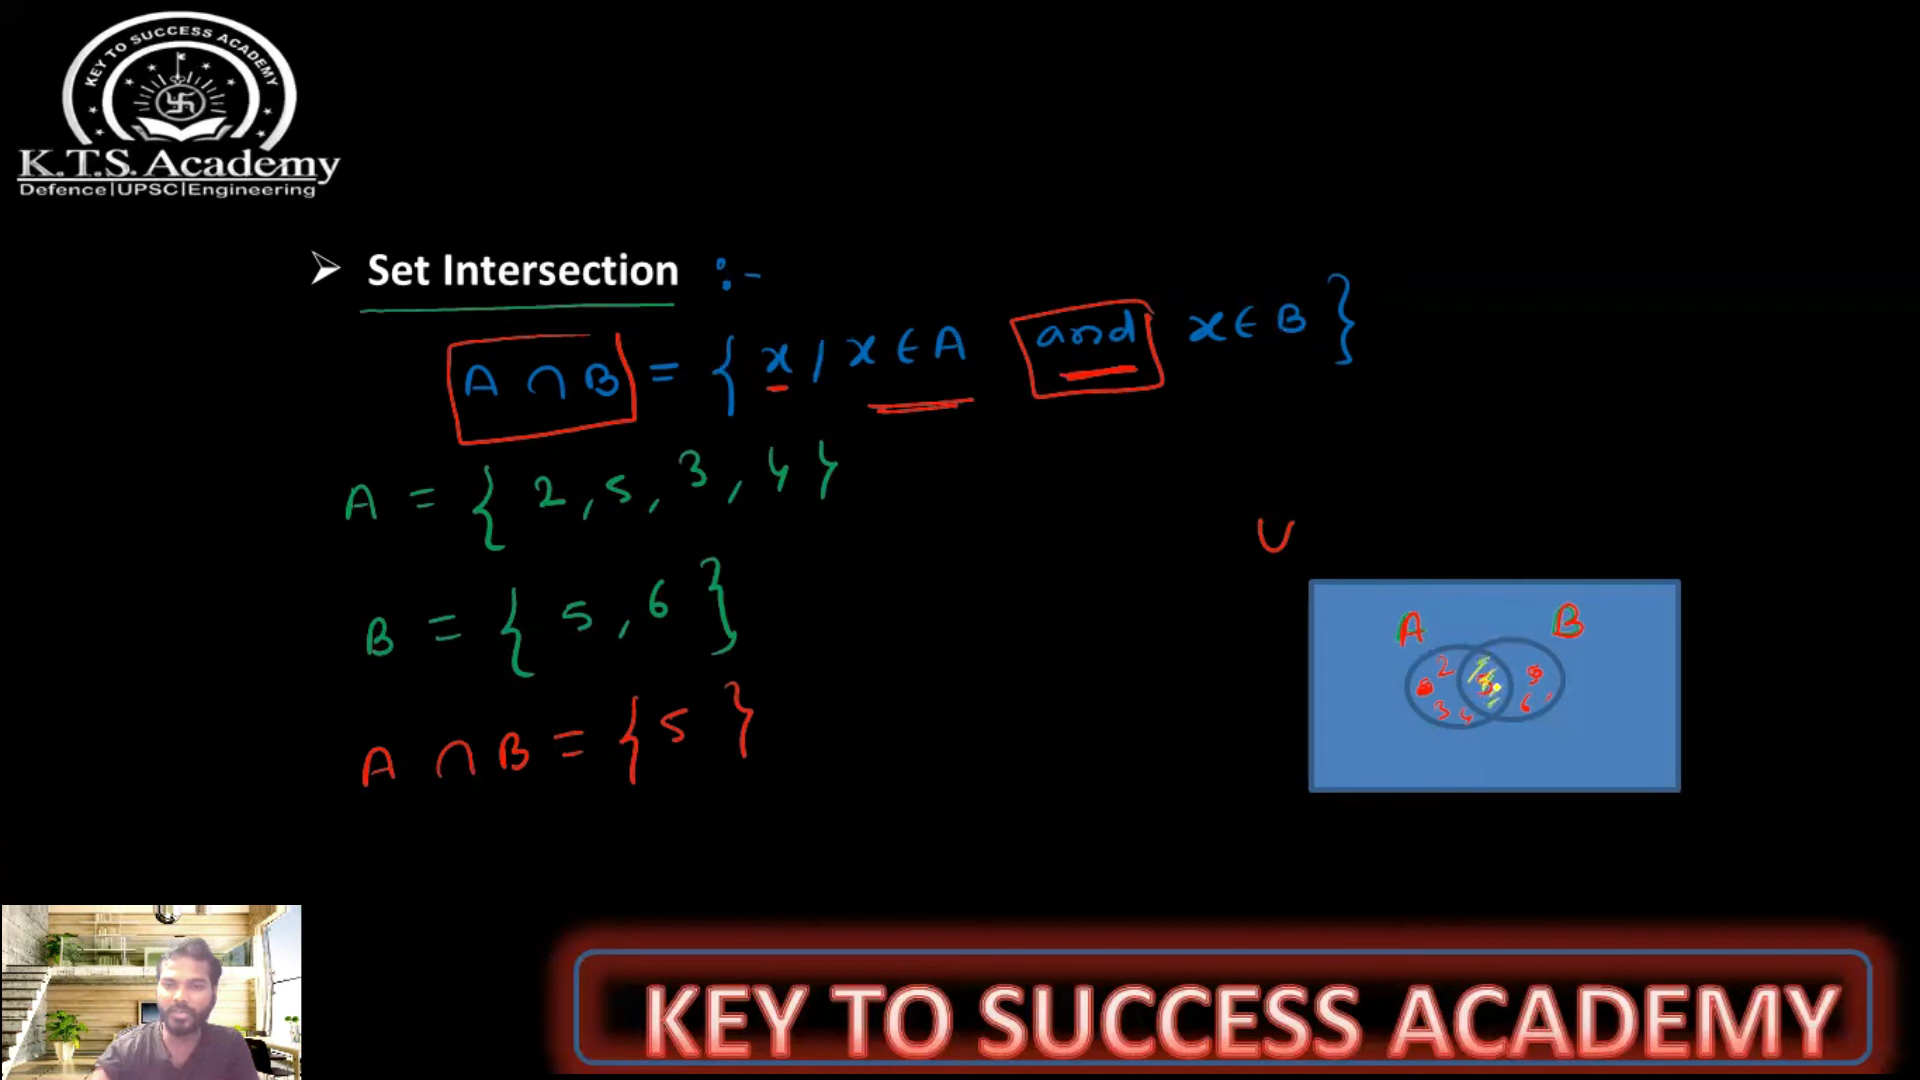 KEY TO SUCCESS ACADEMY
K.T.S. Academy
Defence|UPSC|Engineering
➢ Set Intersection :-
A ∩ B = { x / x ∈ A and x ∈ B }
A = { 2, 5, 3, 4 }
B = { 5, 6 }
A ∩ B = { 5 }
U
A B
2
3 4 6
KEY TO SUCCESS ACADEMY